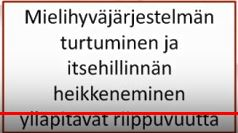 Mielihyväjärjestelmän
turtuminen ja
itsehillinnän
heikkeneminen
ylläpitävät riippuvuutta